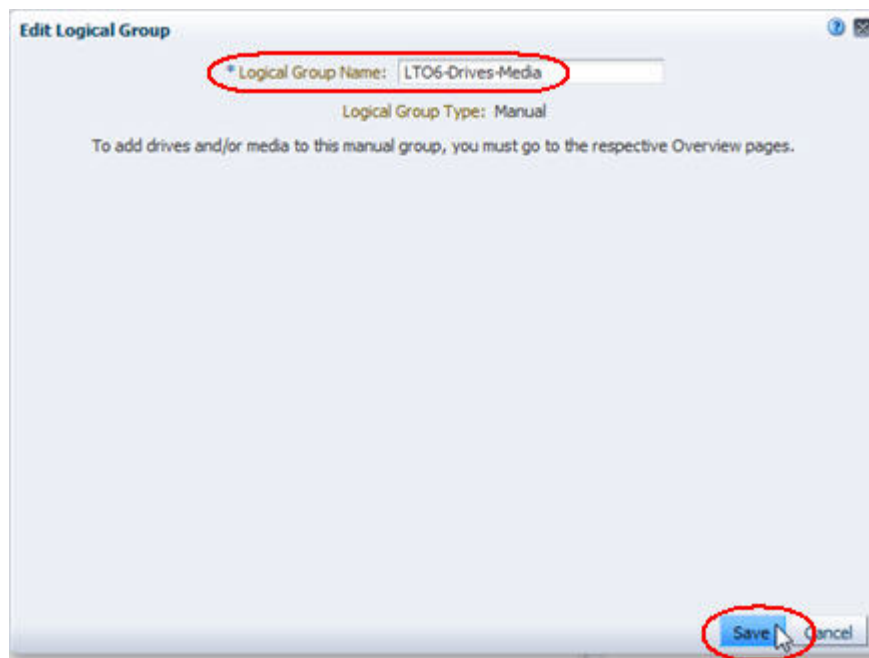 Edit Logical Group
* Logical Group Name: LTO6-Drives-Media
Logical Group Type: Manual
To add drives and/or media to this manual group, you must go to the respective Overview pages.
Save Cancel